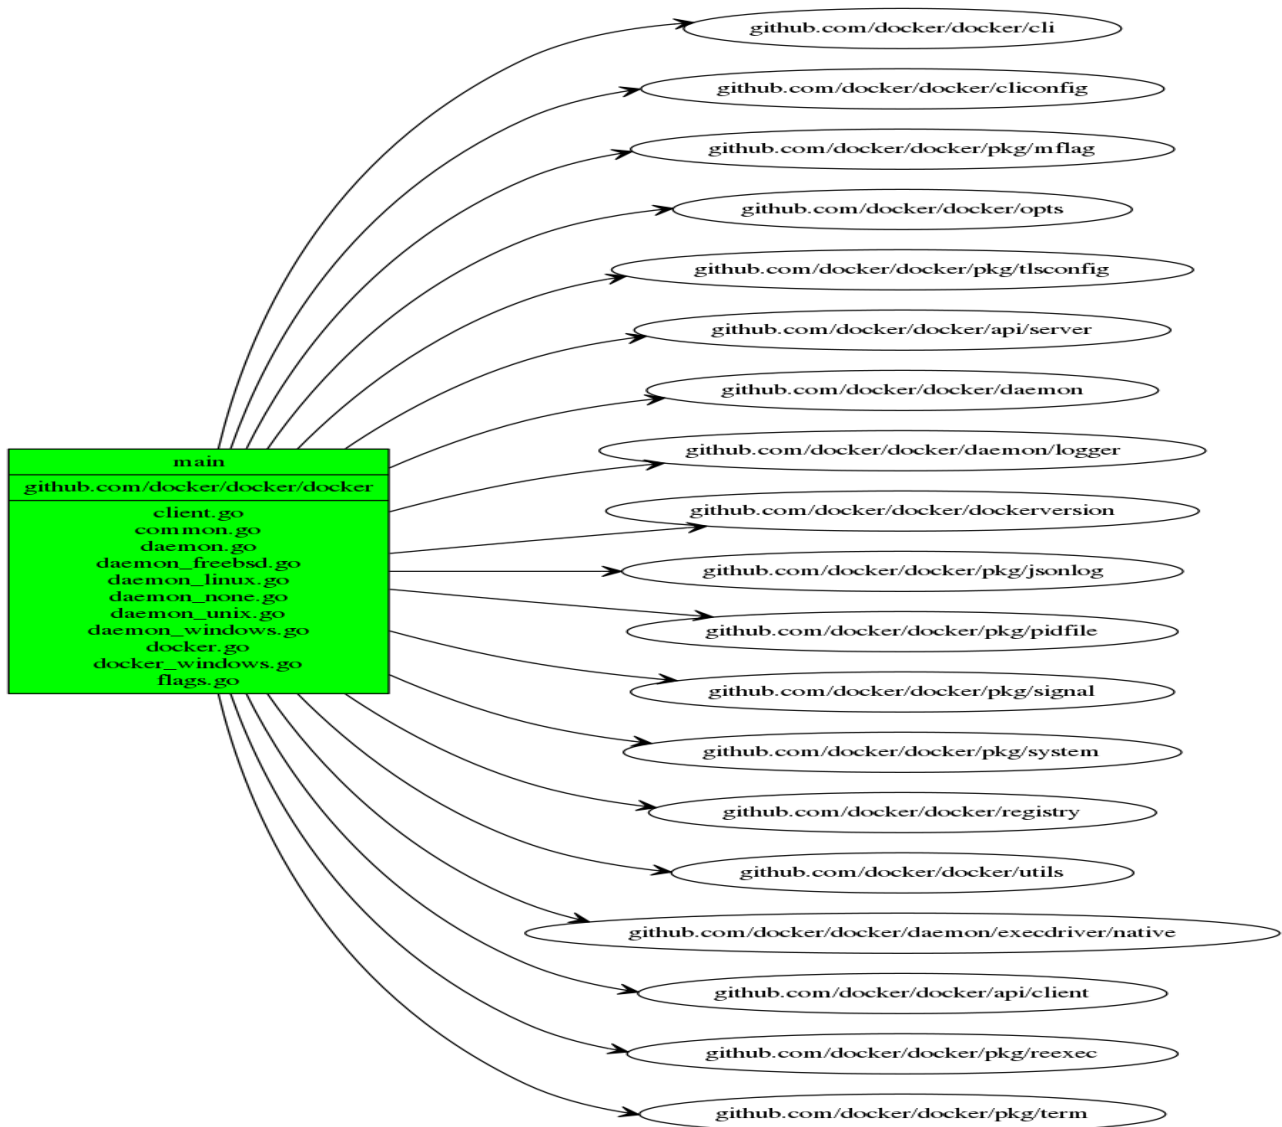 main
github.com/docker/docker/docker
client.go
common.go
daemon.go
daemon_freebsd.go
daemon_linux.go
daemon_none.go
daemon_unix.go
daemon_windows.go
docker.go
docker_windows.go
flags.go
github.com/docker/docker/cli
github.com/docker/docker/cliconfig
github.com/docker/docker/pkg/mflag
github.com/docker/docker/opts
github.com/docker/docker/pkg/tlsconfig
github.com/docker/docker/api/server
github.com/docker/docker/daemon
github.com/docker/docker/daemon/logger
github.com/docker/docker/dockerversion
github.com/docker/docker/pkg/jsonlog
github.com/docker/docker/pkg/pidfile
github.com/docker/docker/pkg/signal
github.com/docker/docker/pkg/system
github.com/docker/docker/registry
github.com/docker/docker/utils
github.com/docker/docker/daemon/execdriver/native
github.com/docker/docker/api/client
github.com/docker/docker/pkg/reexec
github.com/docker/docker/pkg/term